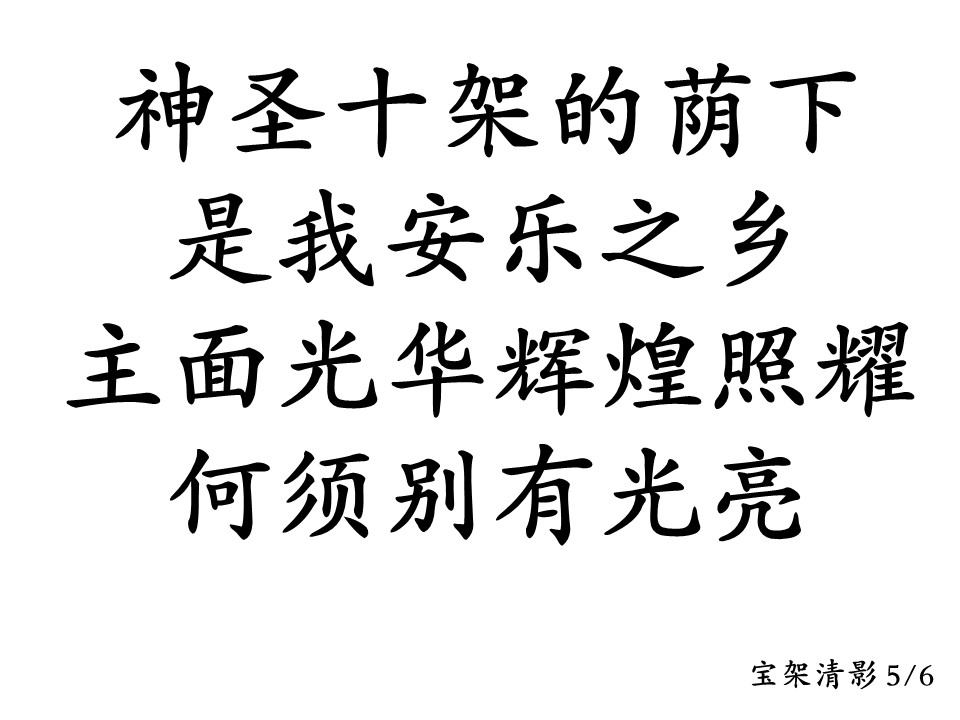 神圣十架的荫下
是我安乐之乡
主面光华辉煌照耀
何须别有光亮
宝架清影 5/6